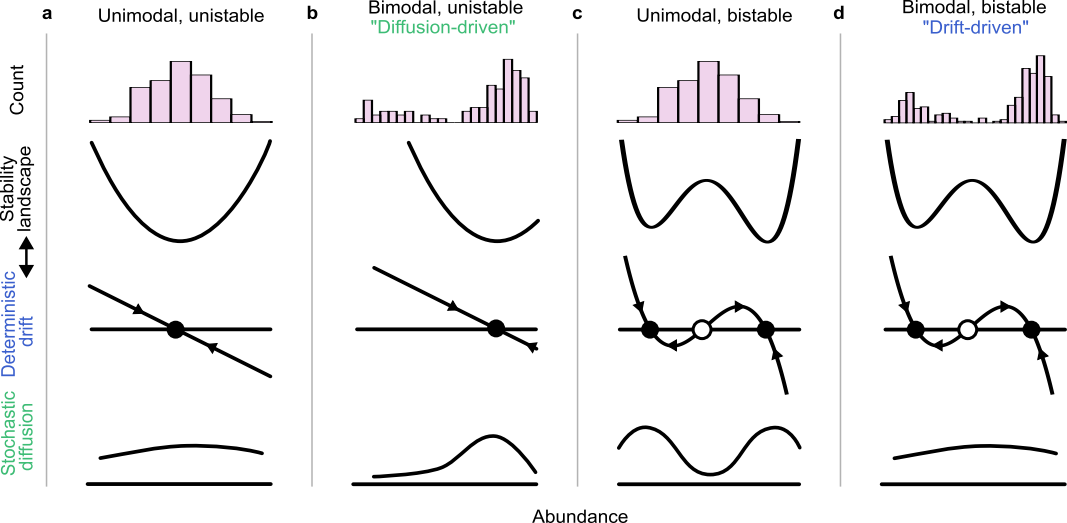 a Unimodal, unistable
b Bimodal, unistable
"Diffusion-driven"
c Unimodal, bistable
d Bimodal, bistable
"Drift-driven"
Count
Stability
landscape
Deterministic
drift
Stochastic
diffusion
Abundance